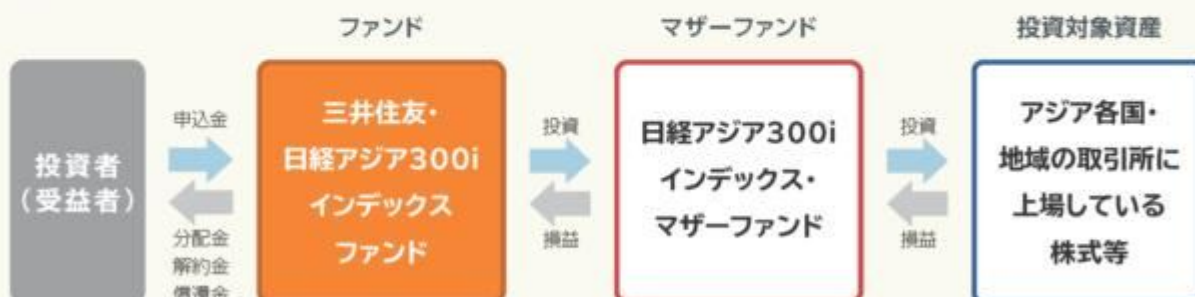 ファンド
マザーファンド
投資対象資産
投資者
(受益者)
申込金
分配金
解約金
償還金
三井住友・
日経アジア300i
インデックス
ファンド
投資
損益
日経アジア300i
インデックス・
マザーファンド
投資
損益
アジア各国・
地域の取引所に
上場している
株式等